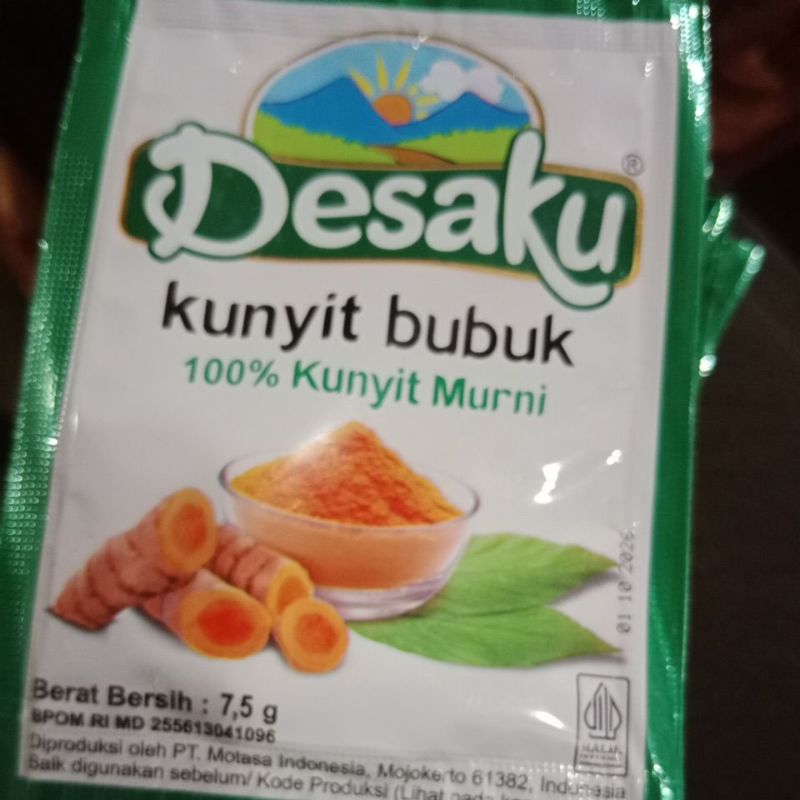 Desaku
®
kunyit bubuk
100% Kunyit Murni
01 10 2026
Berat Bersih : 7,5 g
BPOM RI MD 255613041096
Diproduksi oleh PT. Motasa Indonesia, Mojokerto 61382, Indonesia
Baik digunakan sebelum/ Kode Produksi (Lihat pada
HALAL